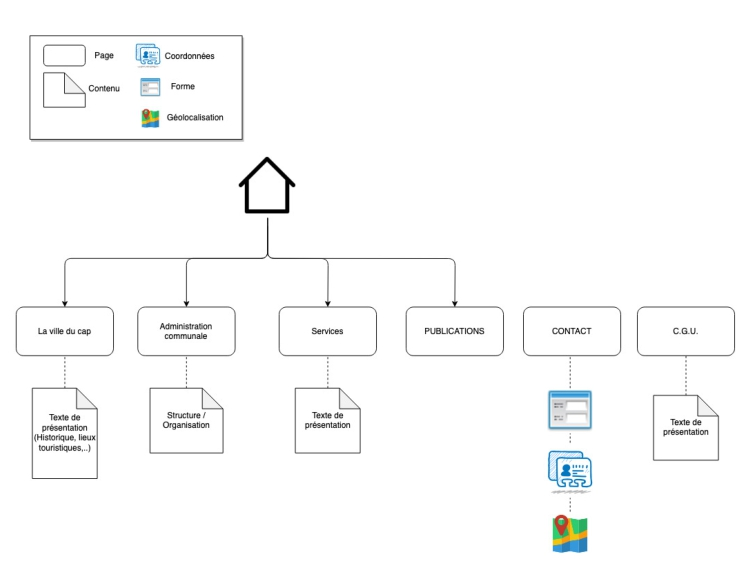 Page
Coordonnées
Contenu
Forme
Géolocalisation
La ville du cap
Administration
communale
Services
PUBLICATIONS
CONTACT
C.G.U.
Texte de
présentation
(Historique, lieux
touristiques,..)
Structure /
Organisation
Texte de
présentation
Texte de
présentation